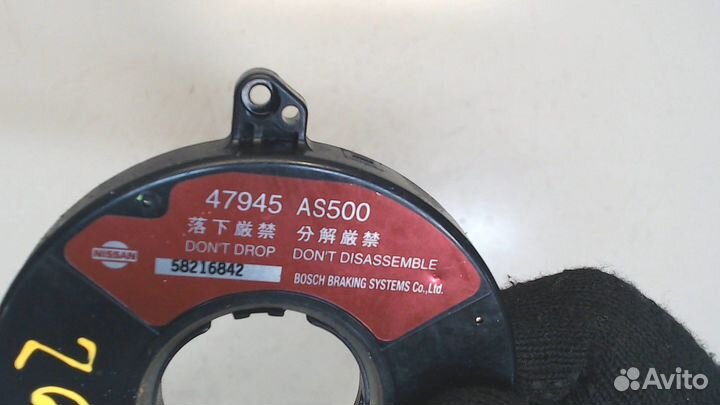 47945 AS500
落下厳禁 分解厳禁
DON'T DROP DON'T DISASSEMBLE
NISSAN
58216842
BOSCH BRAKING SYSTEMS Co.,Ltd.
Avito